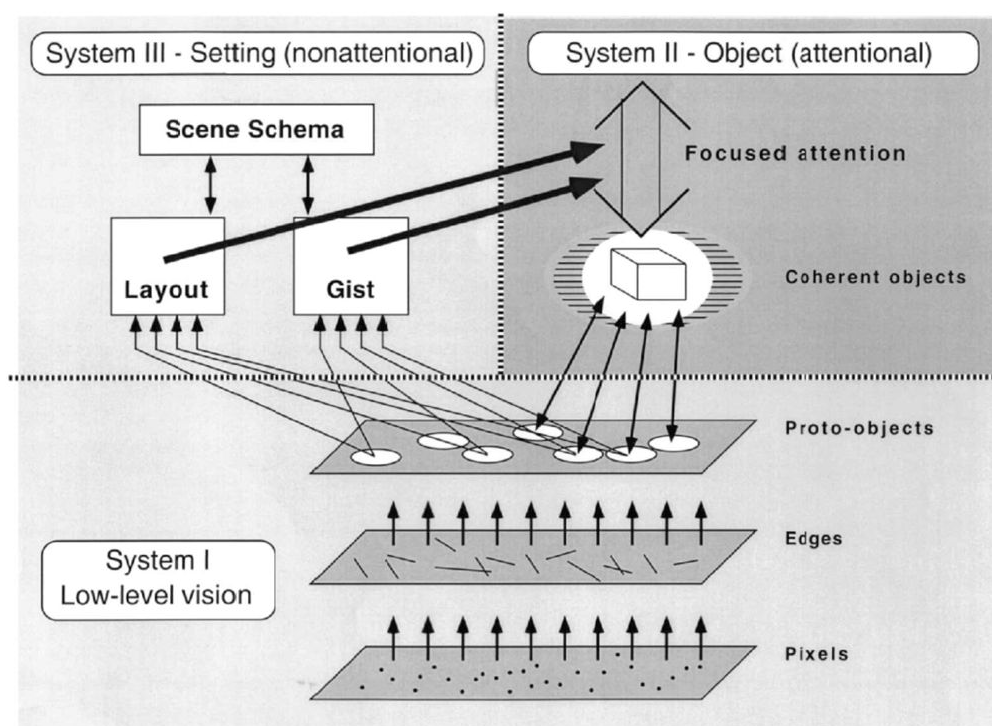 System III - Setting (nonattentional)
System II - Object (attentional)
Scene Schema
Focused attention
Layout
Gist
Coherent objects
Proto-objects
Edges
System I
Low-level vision
Pixels